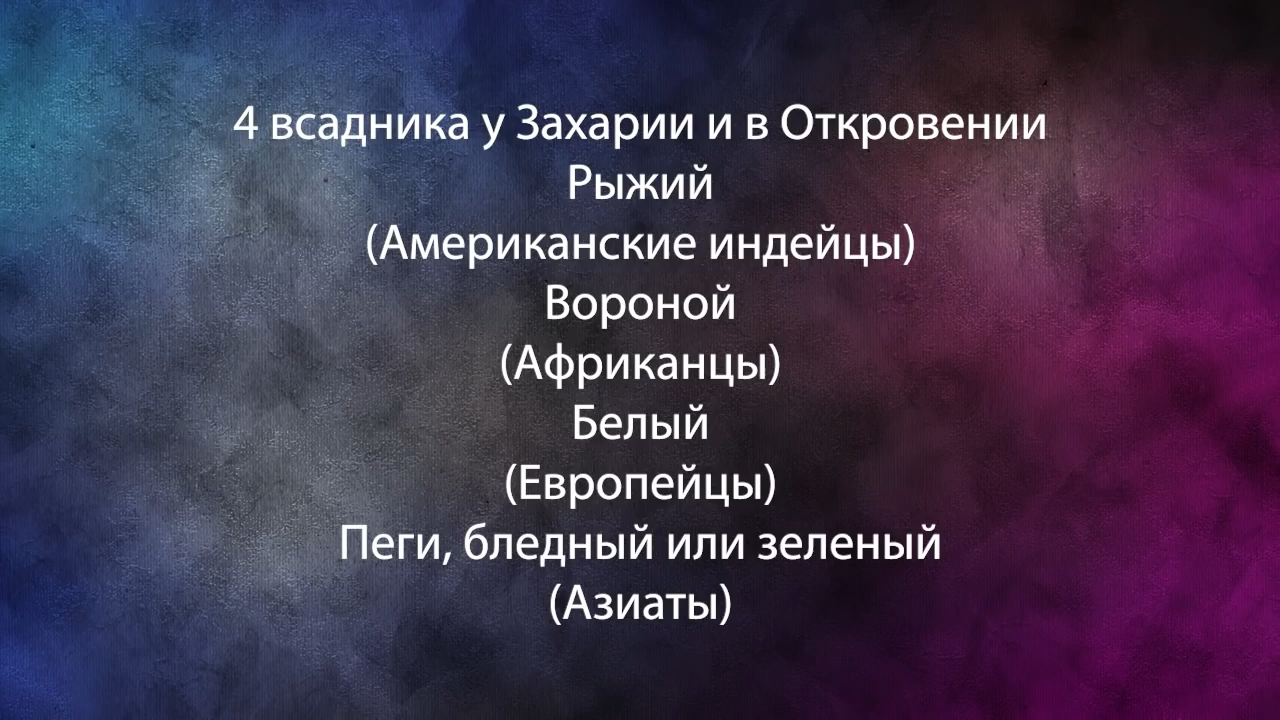 4 всадника у Захарии и в Откровении
Рыжий
(Американские индейцы)
Вороной
(Африканцы)
Белый
(Европейцы)
Пеги, бледный или зеленый
(Азиаты)